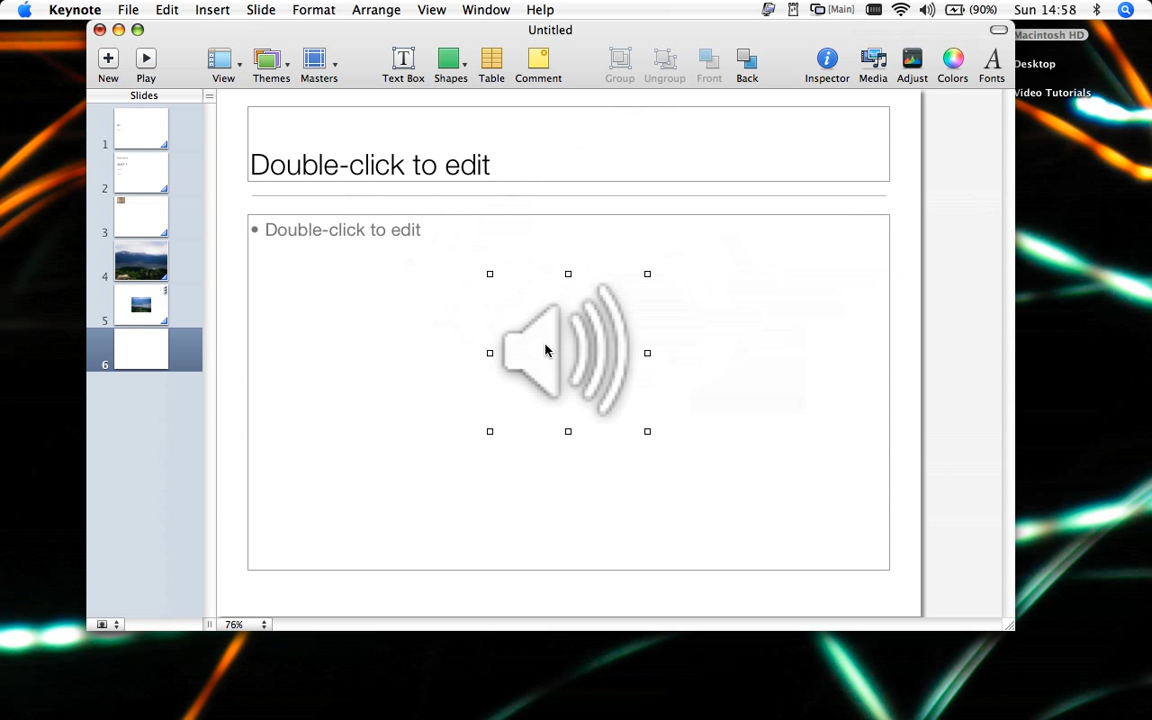 Keynote File Edit Insert Slide Format Arrange View Window Help [Main] (90%) Sun 14:58
Untitled
Macintosh HD
Desktop
Video Tutorials
New Play View Themes Masters Text Box Shapes Table Comment Group Ungroup Front Back Inspector Media Adjust Colors Fonts
Slides
1
2
3
4
5
6
Double-click to edit
• Double-click to edit
76%